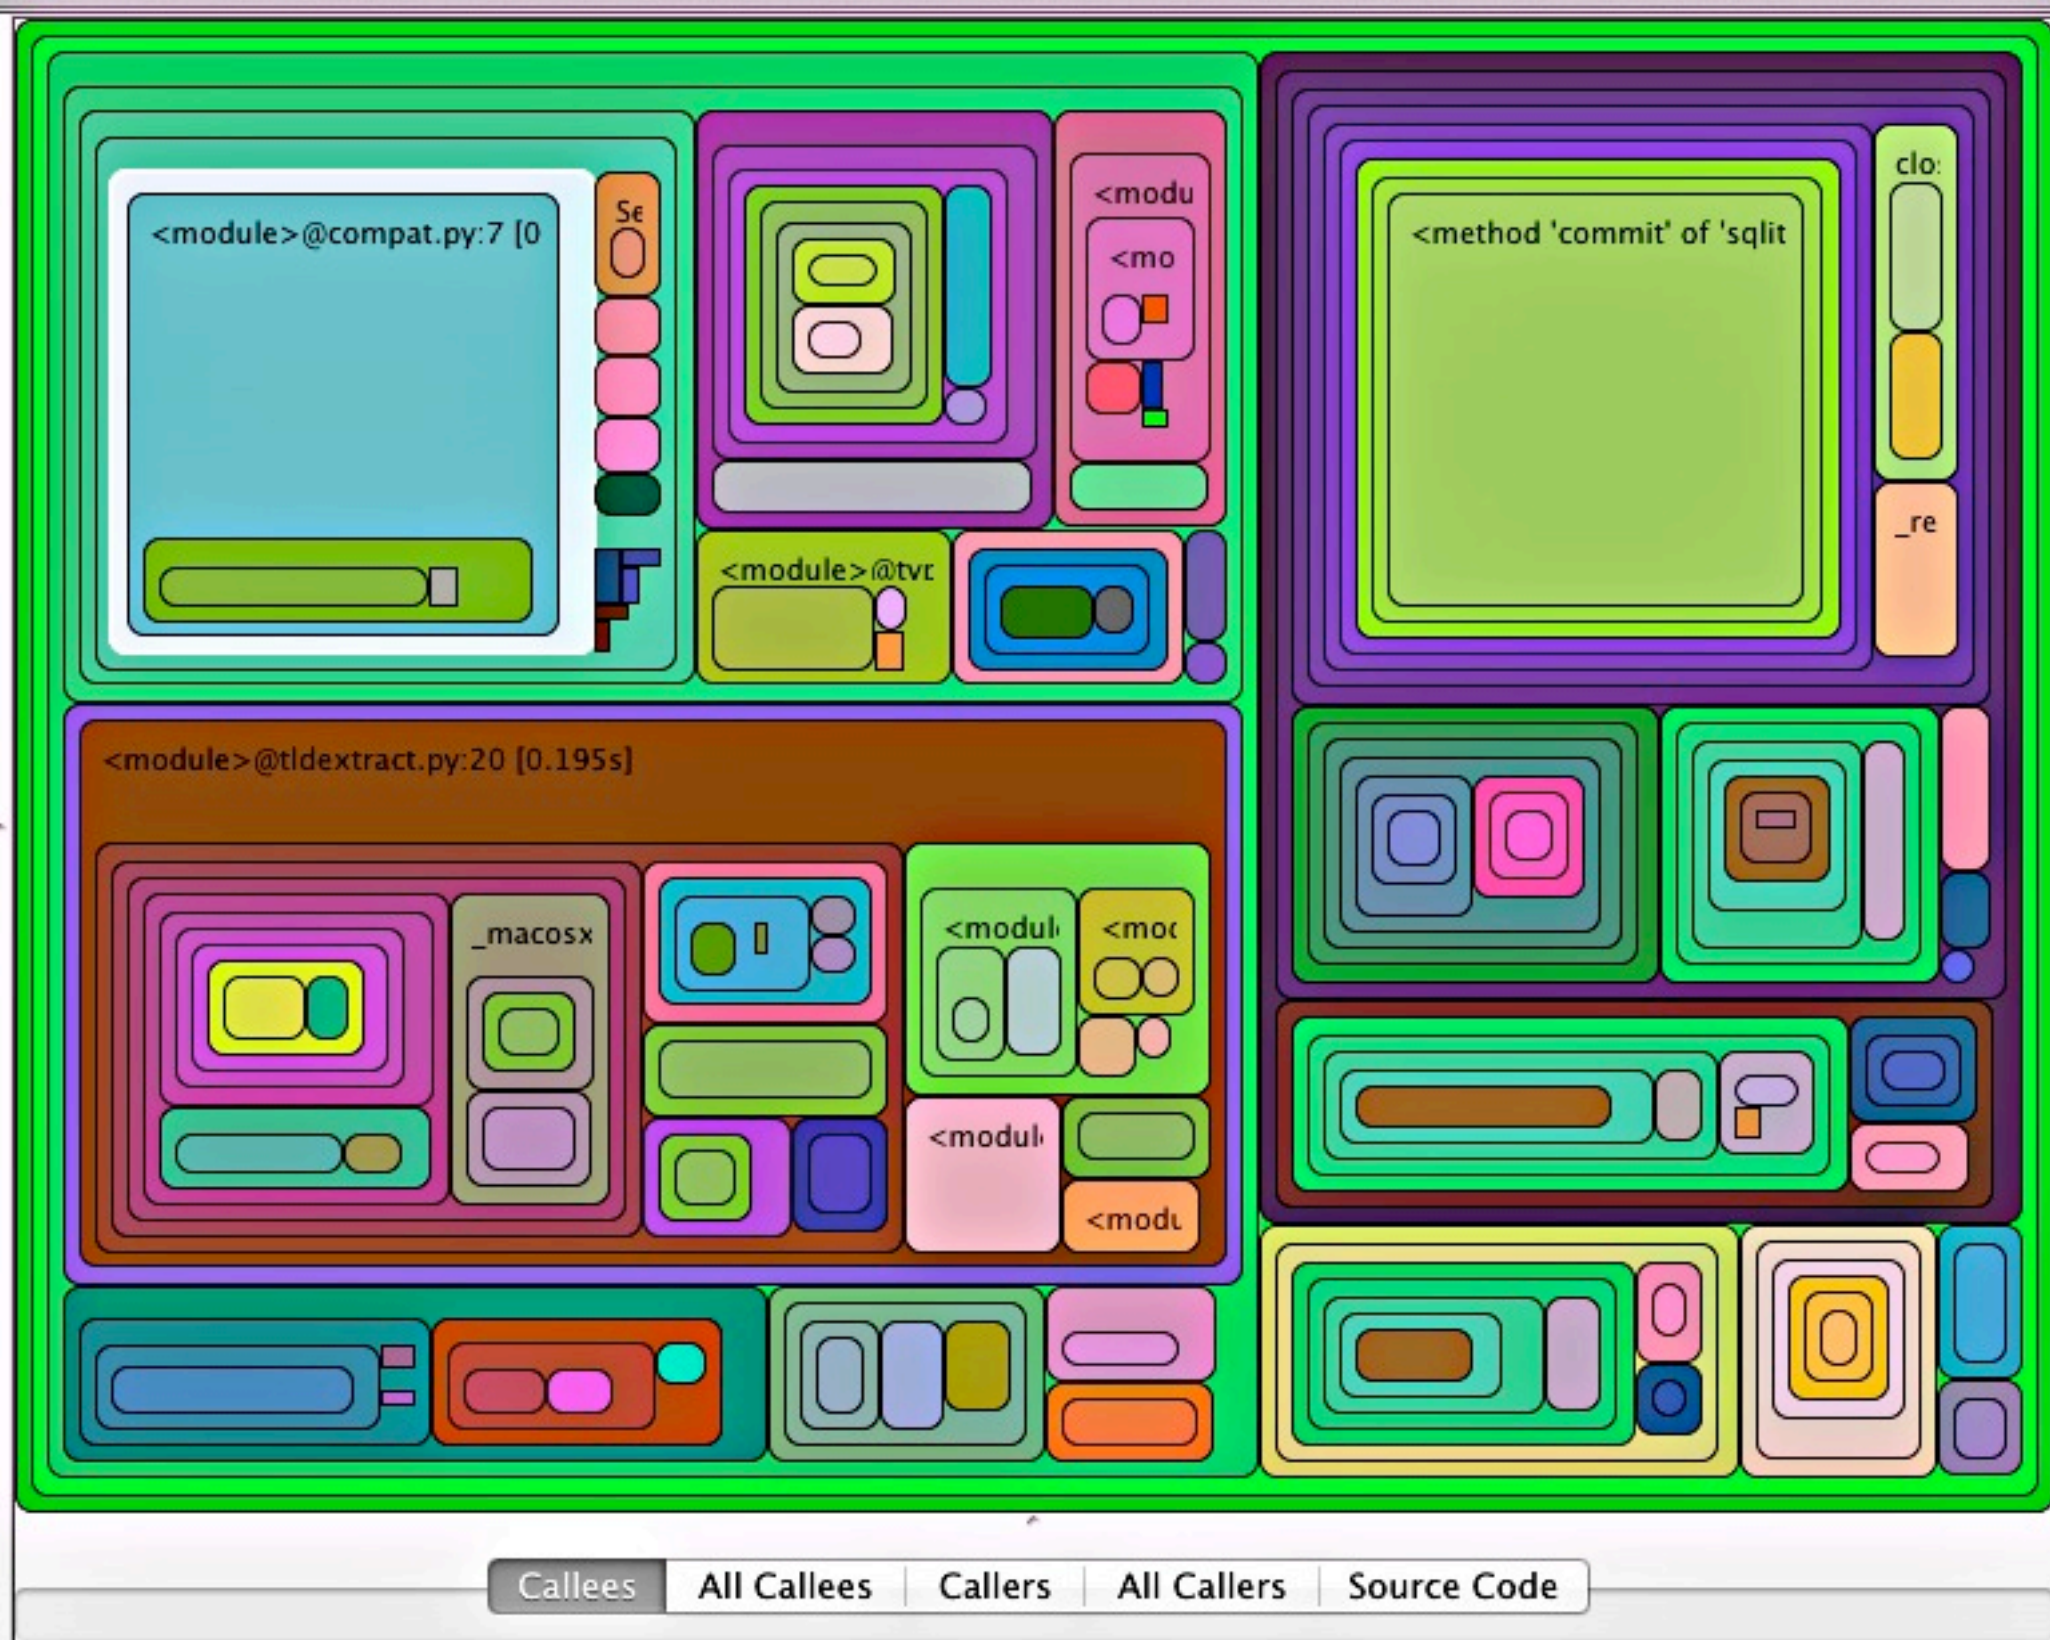 <module>@compat.py:7 [0
Se
<modu
<mo
<method 'commit' of 'sqlit
clo:
_re
<module>@tvr
<module>@tldextract.py:20 [0.195s]
_macosx
<modul
<moc
<modul
<modu
Callees
All Callees
Callers
All Callers
Source Code